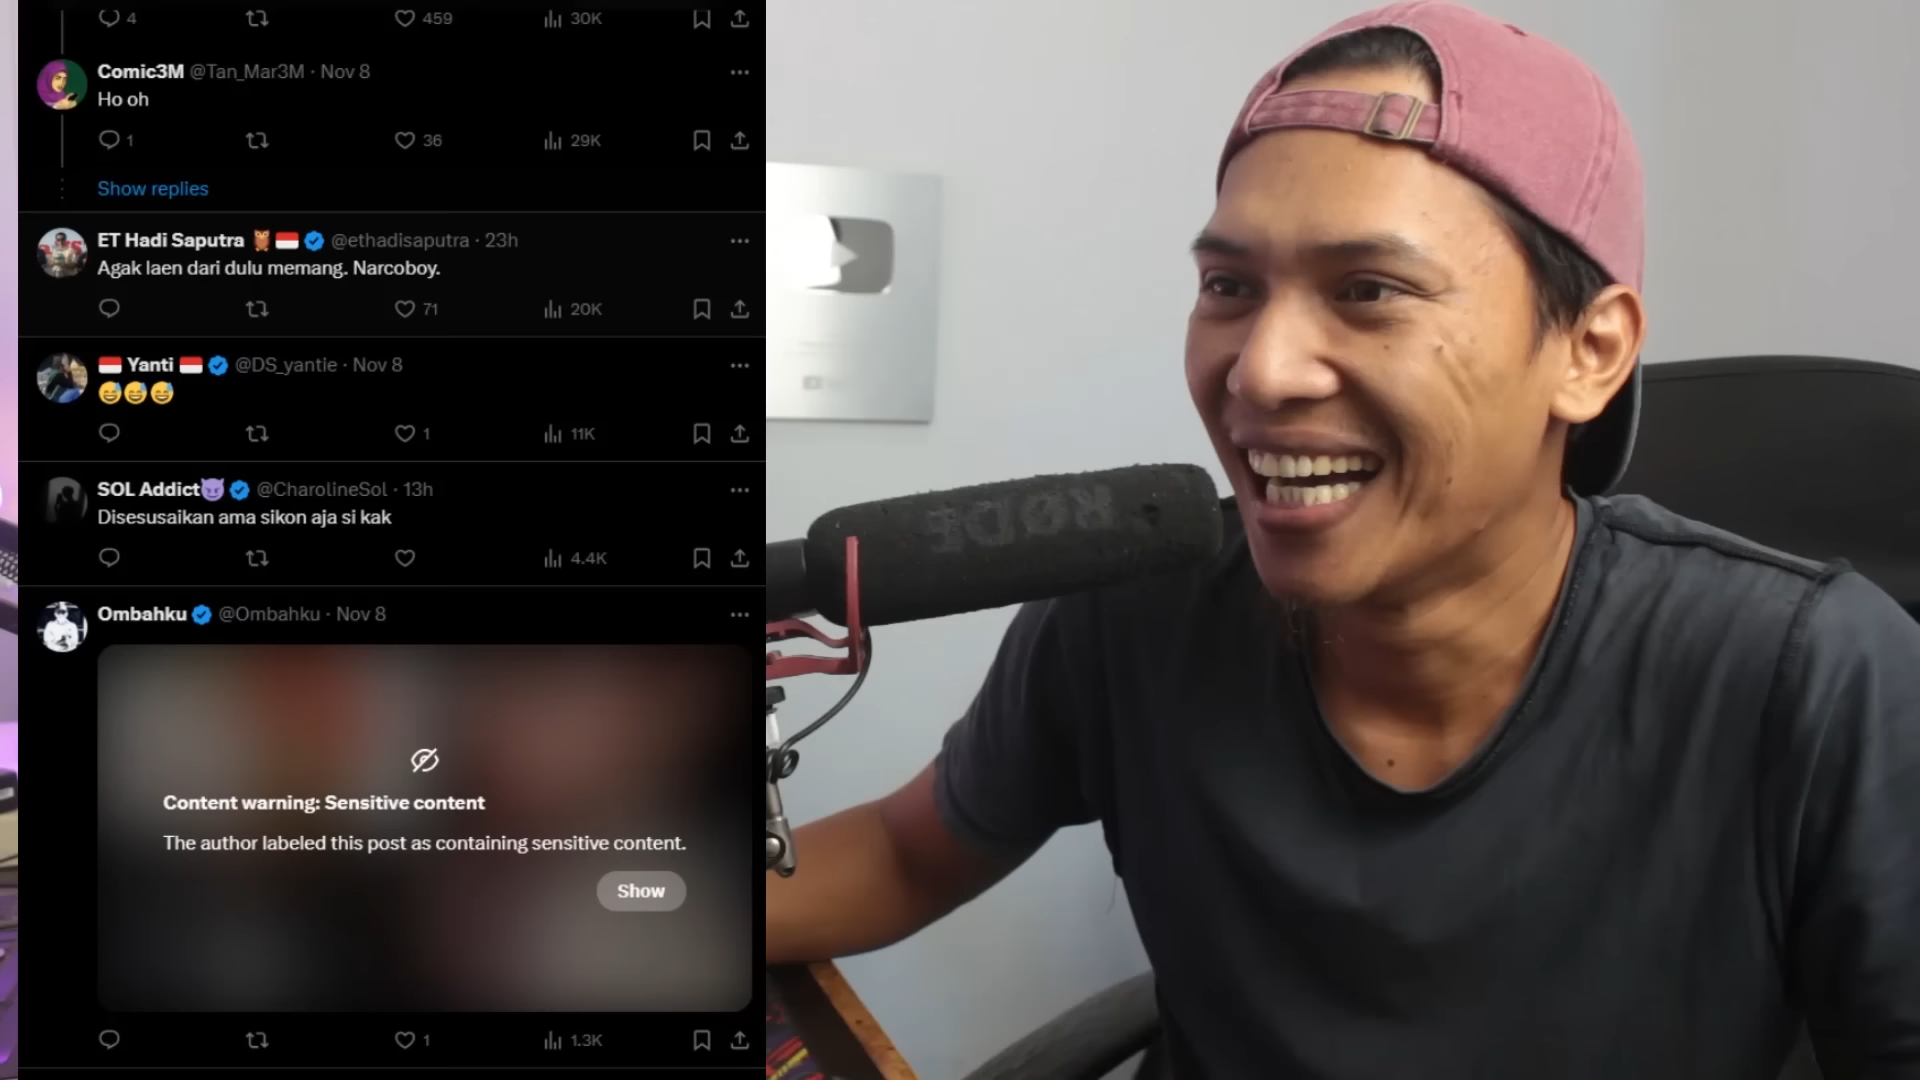 4 459 30K
Comic3M @Tan_Mar3M · Nov 8
Ho oh
1 36 29K
Show replies
ET Hadi Saputra 🦉🇮🇩 @ethadisaputra · 23h
Agak laen dari dulu memang. Narcoboy.
71 20K
🇮🇩 Yanti 🇮🇩 @DS_yantie · Nov 8
😅😅😅
1 11K
SOL Addict😈 @CharolineSol · 13h
Disesusaikan ama sikon aja si kak
4.4K
Ombahku @Ombahku · Nov 8
Content warning: Sensitive content
The author labeled this post as containing sensitive content.
Show
1 1.3K
RØDE